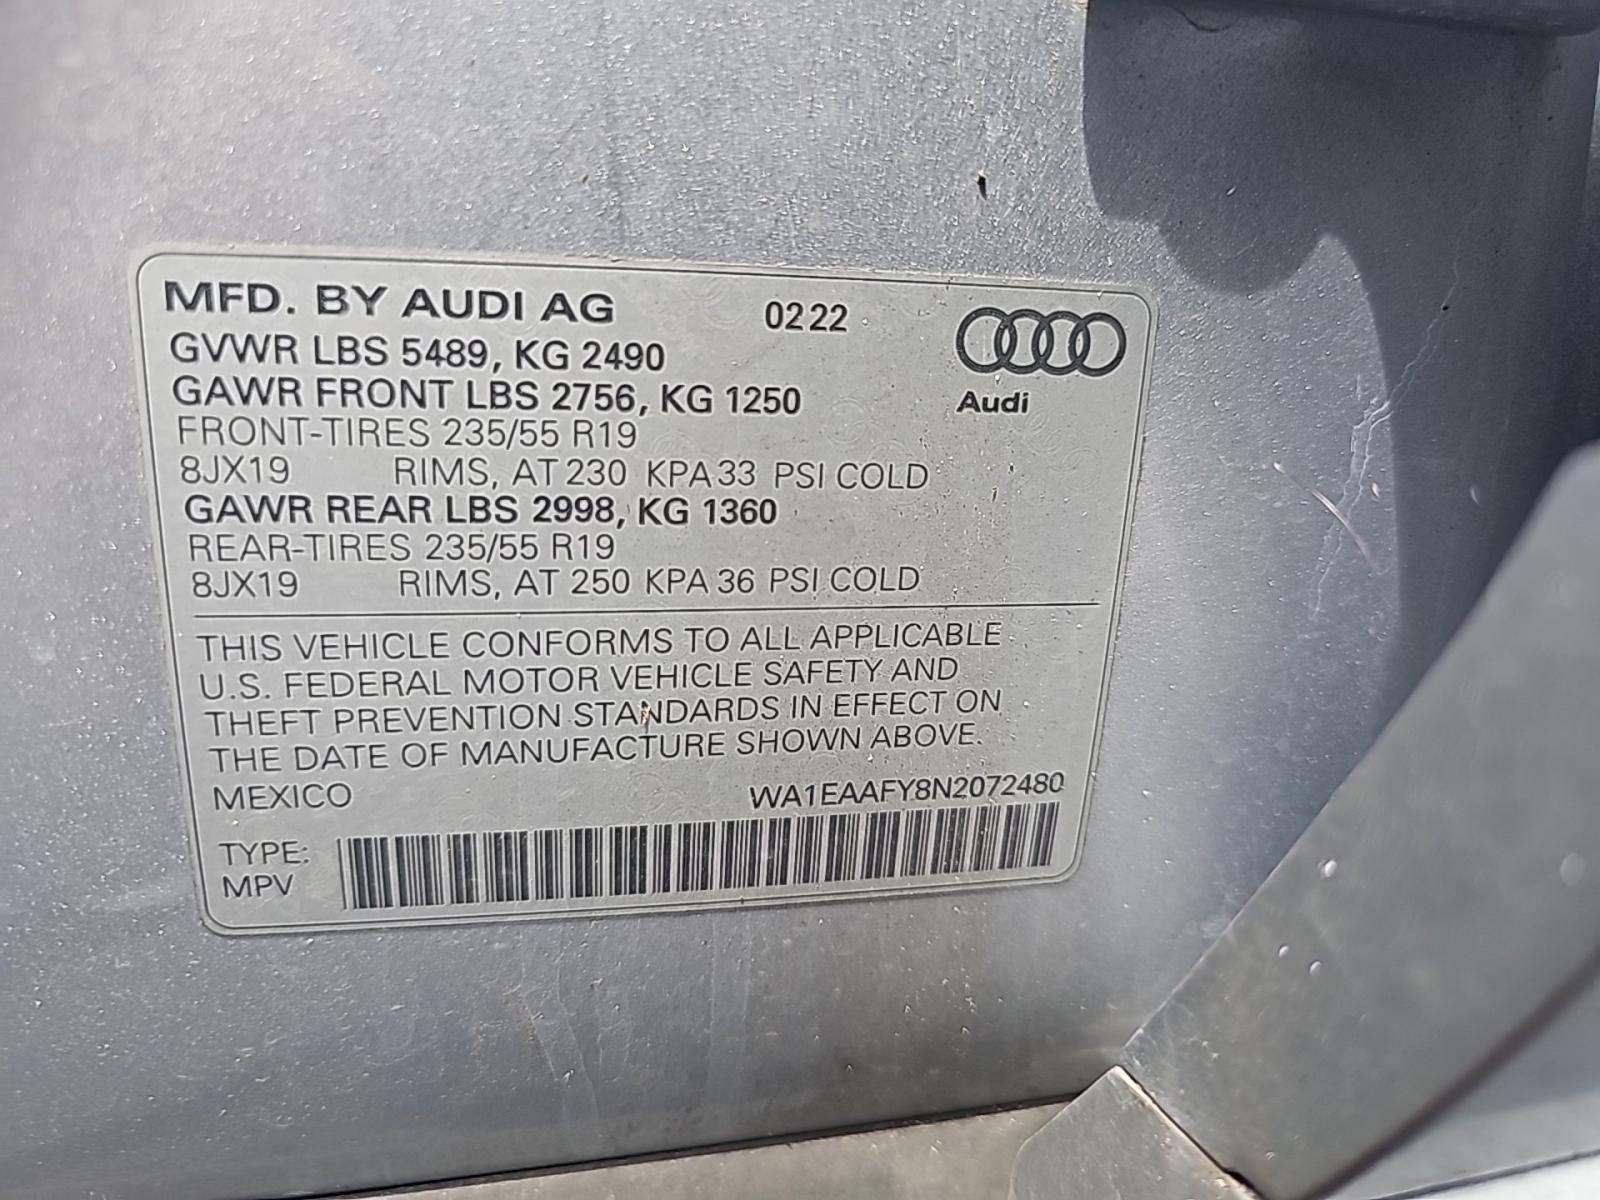 MFD. BY AUDI AG 0222
GVWR LBS 5489, KG 2490
GAWR FRONT LBS 2756, KG 1250
Audi
FRONT-TIRES 235/55 R19
8JX19 RIMS, AT 230 KPA 33 PSI COLD
GAWR REAR LBS 2998, KG 1360
REAR-TIRES 235/55 R19
8JX19 RIMS, AT 250 KPA 36 PSI COLD
THIS VEHICLE CONFORMS TO ALL APPLICABLE
U.S. FEDERAL MOTOR VEHICLE SAFETY AND
THEFT PREVENTION STANDARDS IN EFFECT ON
THE DATE OF MANUFACTURE SHOWN ABOVE.
MEXICO WA1EAAFY8N2072480
TYPE:
MPV